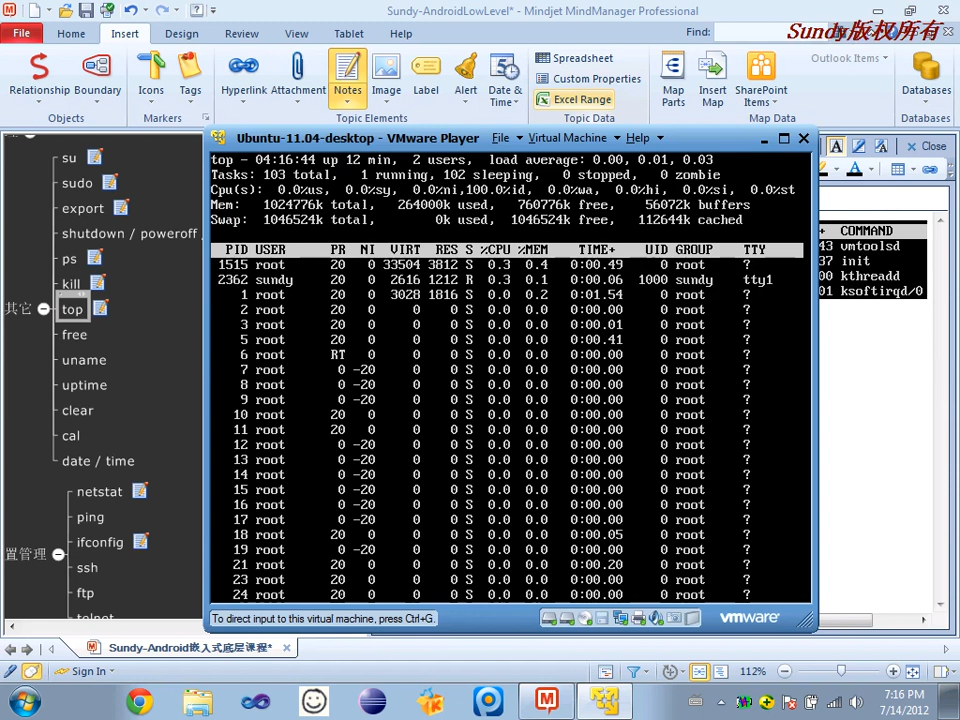 Sundy-AndroidLowLevel* - Mindjet MindManager Professional
Sundy版权所有
File Home Insert Design Review View Tablet Help Find:
Relationship Boundary Icons Tags Hyperlink Attachment Notes Image Label Alert Date & Time Spreadsheet Custom Properties Excel Range Map Parts Insert Map SharePoint Items Outlook Items Databases
Objects Markers Topic Elements Topic Data Map Data Databases
Ubuntu-11.04-desktop - VMware Player File Virtual Machine Help
Close
su
sudo
export
shutdown / poweroff /
ps
kill
其它
top
free
uname
uptime
clear
cal
date / time
netstat
ping
ifconfig
置管理
ssh
ftp
telnet
top - 04:16:44 up 12 min, 2 users, load average: 0.00, 0.01, 0.03
Tasks: 103 total, 1 running, 102 sleeping, 0 stopped, 0 zombie
Cpu(s): 0.0%us, 0.0%sy, 0.0%ni,100.0%id, 0.0%wa, 0.0%hi, 0.0%si, 0.0%st
Mem: 1024776k total, 264000k used, 760776k free, 56072k buffers
Swap: 1046524k total, 0k used, 1046524k free, 112644k cached
PID USER PR NI VIRT RES S %CPU %MEM TIME+ UID GROUP TTY
1515 root 20 0 33504 3812 S 0.3 0.4 0:00.49 0 root ?
2362 sundy 20 0 2616 1212 R 0.3 0.1 0:00.06 1000 sundy tty1
1 root 20 0 3028 1816 S 0.0 0.2 0:01.54 0 root ?
2 root 20 0 0 0 S 0.0 0.0 0:00.00 0 root ?
3 root 20 0 0 0 S 0.0 0.0 0:00.01 0 root ?
5 root 20 0 0 0 S 0.0 0.0 0:00.41 0 root ?
6 root RT 0 0 0 S 0.0 0.0 0:00.00 0 root ?
7 root 0 -20 0 0 S 0.0 0.0 0:00.00 0 root ?
8 root 0 -20 0 0 S 0.0 0.0 0:00.00 0 root ?
9 root 0 -20 0 0 S 0.0 0.0 0:00.00 0 root ?
10 root 20 0 0 0 S 0.0 0.0 0:00.00 0 root ?
11 root 20 0 0 0 S 0.0 0.0 0:00.00 0 root ?
12 root 0 -20 0 0 S 0.0 0.0 0:00.00 0 root ?
13 root 0 -20 0 0 S 0.0 0.0 0:00.00 0 root ?
14 root 0 -20 0 0 S 0.0 0.0 0:00.00 0 root ?
15 root 0 -20 0 0 S 0.0 0.0 0:00.00 0 root ?
16 root 0 -20 0 0 S 0.0 0.0 0:00.00 0 root ?
17 root 0 -20 0 0 S 0.0 0.0 0:00.00 0 root ?
18 root 20 0 0 0 S 0.0 0.0 0:00.05 0 root ?
19 root 0 -20 0 0 S 0.0 0.0 0:00.00 0 root ?
21 root 20 0 0 0 S 0.0 0.0 0:00.20 0 root ?
23 root 20 0 0 0 S 0.0 0.0 0:00.00 0 root ?
24 root 20 0 0 0 S 0.0 0.0 0:00.00 0 root ?
+ COMMAND
43 vmtoolsd
37 init
00 kthreadd
01 ksoftirqd/0
To direct input to this virtual machine, press Ctrl+G.
vmware
Sundy-Android嵌入式底层课程*
Sign In 112%
7:16 PM
7/14/2012